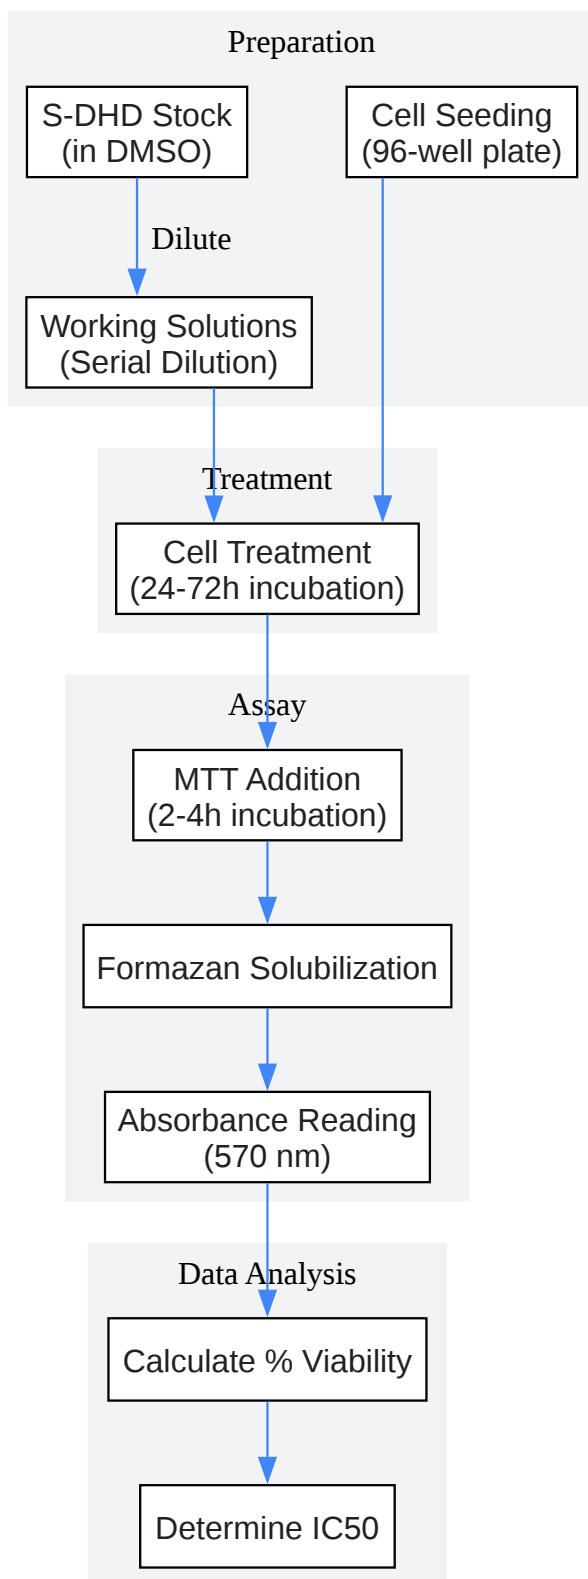 Preparation
S-DHD Stock
(in DMSO)
Cell Seeding
(96-well plate)
Dilute
Working Solutions
(Serial Dilution)
Treatment
Cell Treatment
(24-72h incubation)
Assay
MTT Addition
(2-4h incubation)
Formazan Solubilization
Absorbance Reading
(570 nm)
Data Analysis
Calculate % Viability
Determine IC50